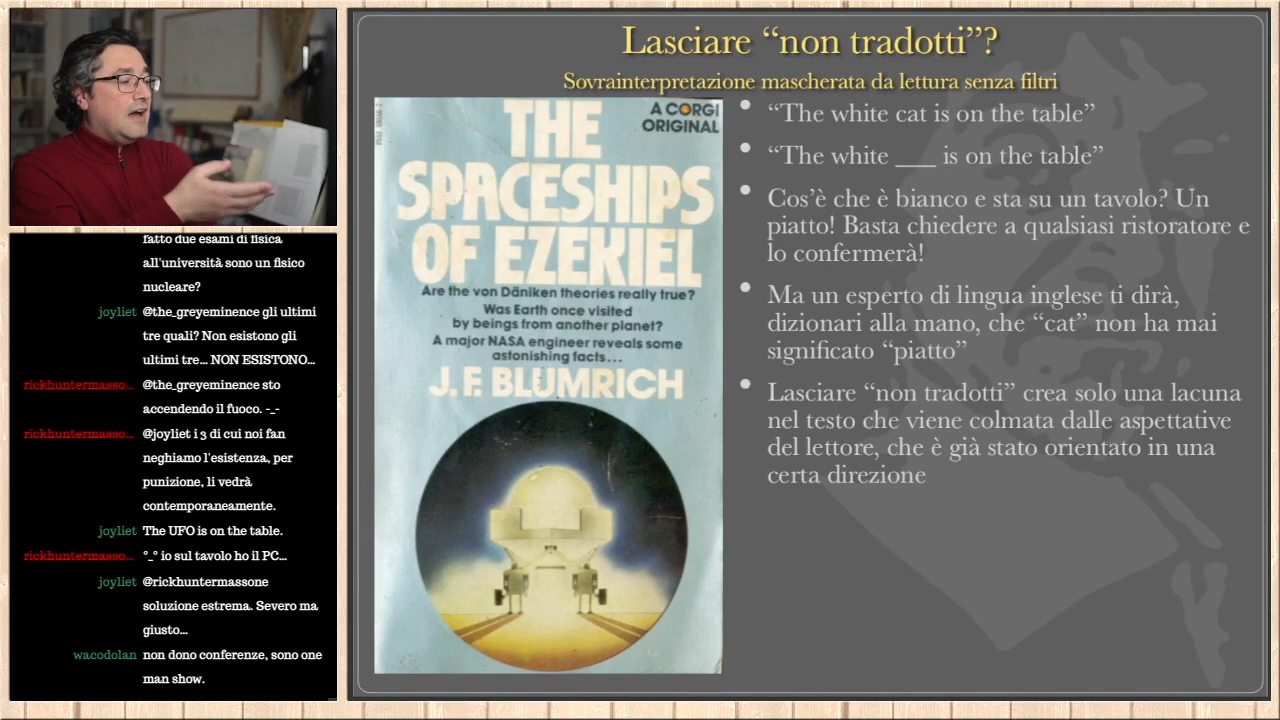 fatto due esami di fisica
all'università sono un fisico
nucleare?
joyliet @the_greyeminence gli ultimi
tre quali? Non esistono gli
ultimi tre... NON ESISTONO...
rickhuntermasso... @the_greyeminence sto
accendendo il fuoco. -_-
rickhuntermasso... @joyliet i 3 di cui noi fan
neghiamo l'esistenza, per
punizione, li vedrà
contemporaneamente.
joyliet The UFO is on the table.
rickhuntermasso... °_° io sul tavolo ho il PC...
joyliet @rickhuntermassone
soluzione estrema. Severo ma
giusto...
wacodolan non dono conferenze, sono one
man show.
Lasciare “non tradotti”?
Sovrainterpretazione mascherata da lettura senza filtri
A CORGI
ORIGINAL
THE
SPACESHIPS
OF EZEKIEL
Are the von Däniken theories really true?
Was Earth once visited
by beings from another planet?
A major NASA engineer reveals some
astonishing facts...
J.F. BLUMRICH
• “The white cat is on the table”
• “The white ___ is on the table”
• Cos’è che è bianco e sta su un tavolo? Un
piatto! Basta chiedere a qualsiasi ristoratore e
lo confermerà!
• Ma un esperto di lingua inglese ti dirà,
dizionari alla mano, che “cat” non ha mai
significato “piatto”
• Lasciare “non tradotti” crea solo una lacuna
nel testo che viene colmata dalle aspettative
del lettore, che è già stato orientato in una
certa direzione